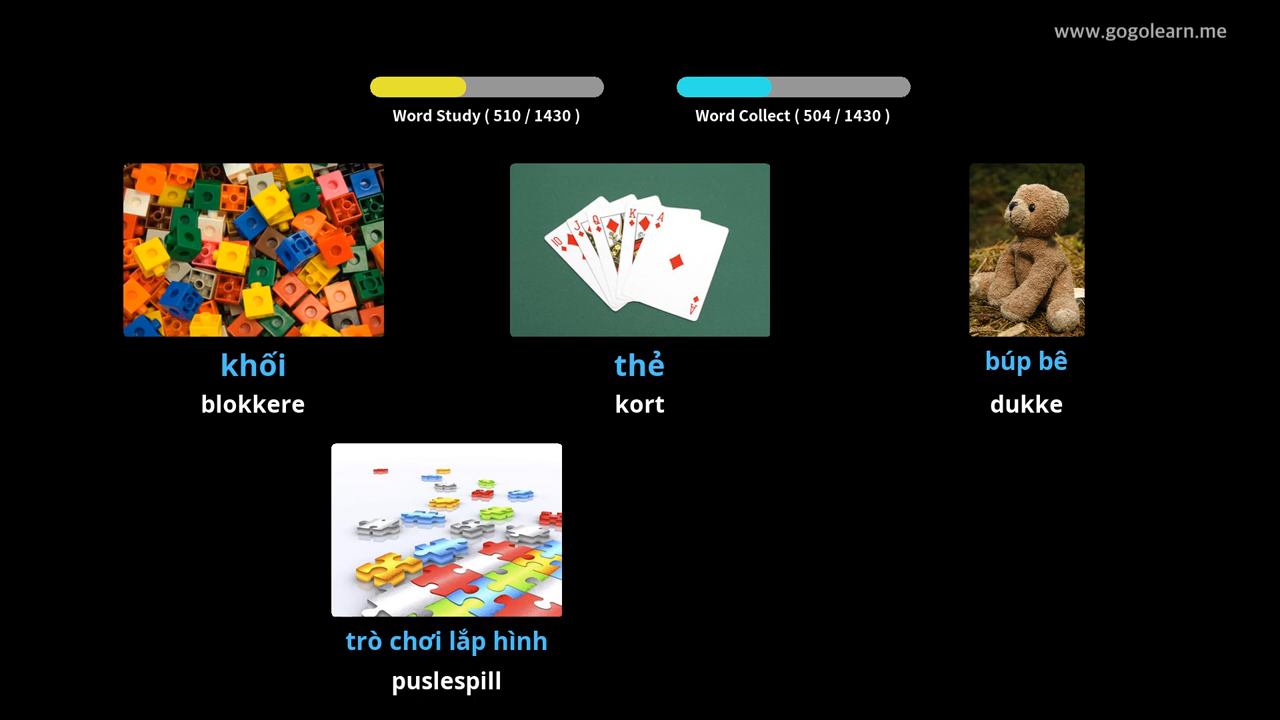 www.gogolearn.me
Word Study ( 510 / 1430 )
Word Collect ( 504 / 1430 )
10 J Q K A
A
khối
thẻ
búp bê
blokkere
kort
dukke
trò chơi lắp hình
puslespill